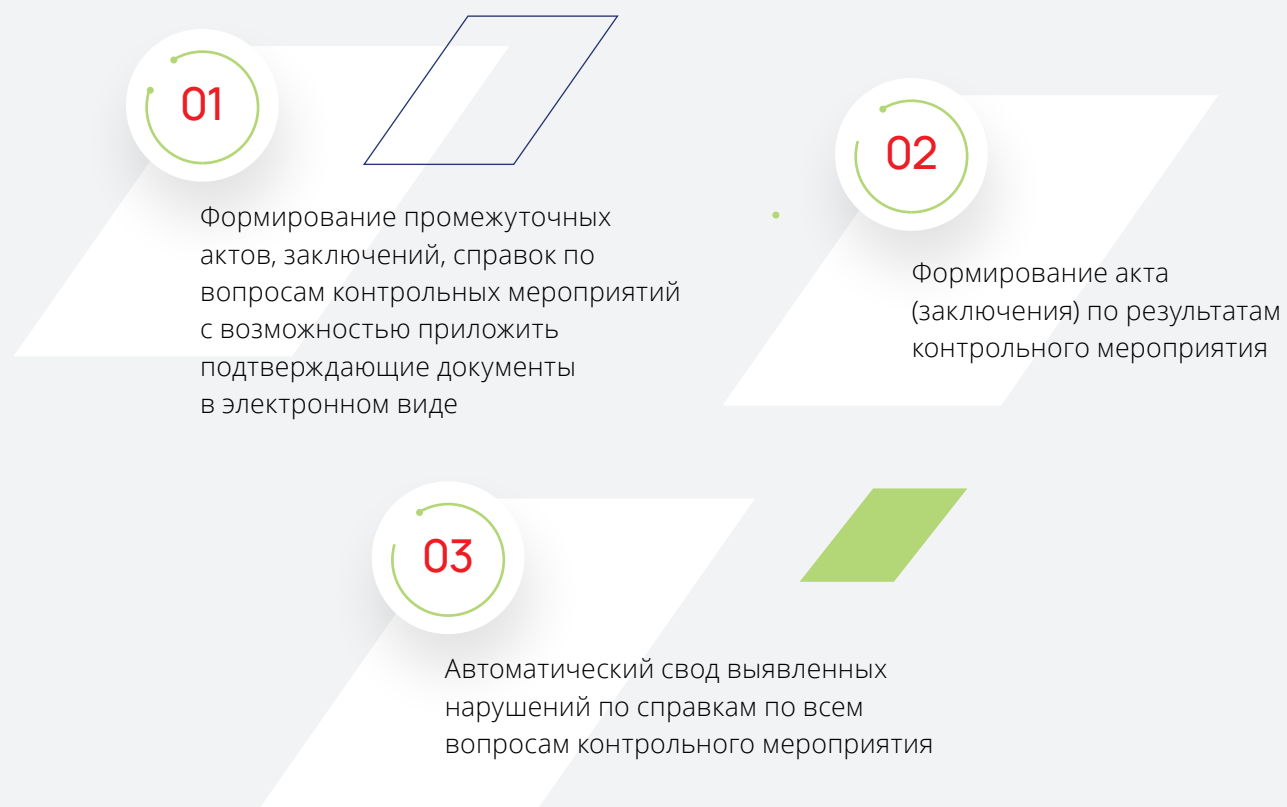 01
Формирование промежуточных
актов, заключений, справок по
вопросам контрольных мероприятий
с возможностью приложить
подтверждающие документы
в электронном виде
02
Формирование акта
(заключения) по результатам
контрольного мероприятия
03
Автоматический свод выявленных
нарушений по справкам по всем
вопросам контрольного мероприятия